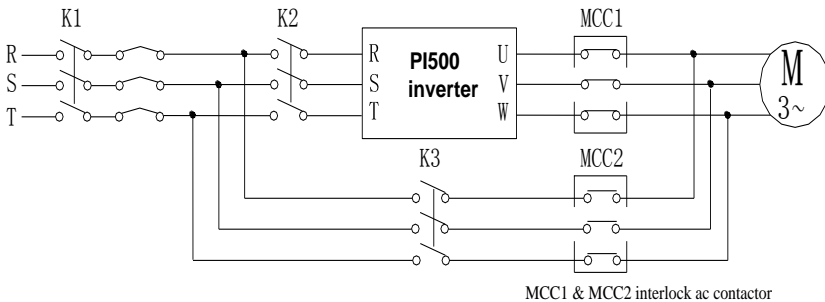 K1 K2 MCC1
R R PI500 U M
S S inverter V 3~
T T W
K3 MCC2
MCC1 & MCC2 interlock ac contactor